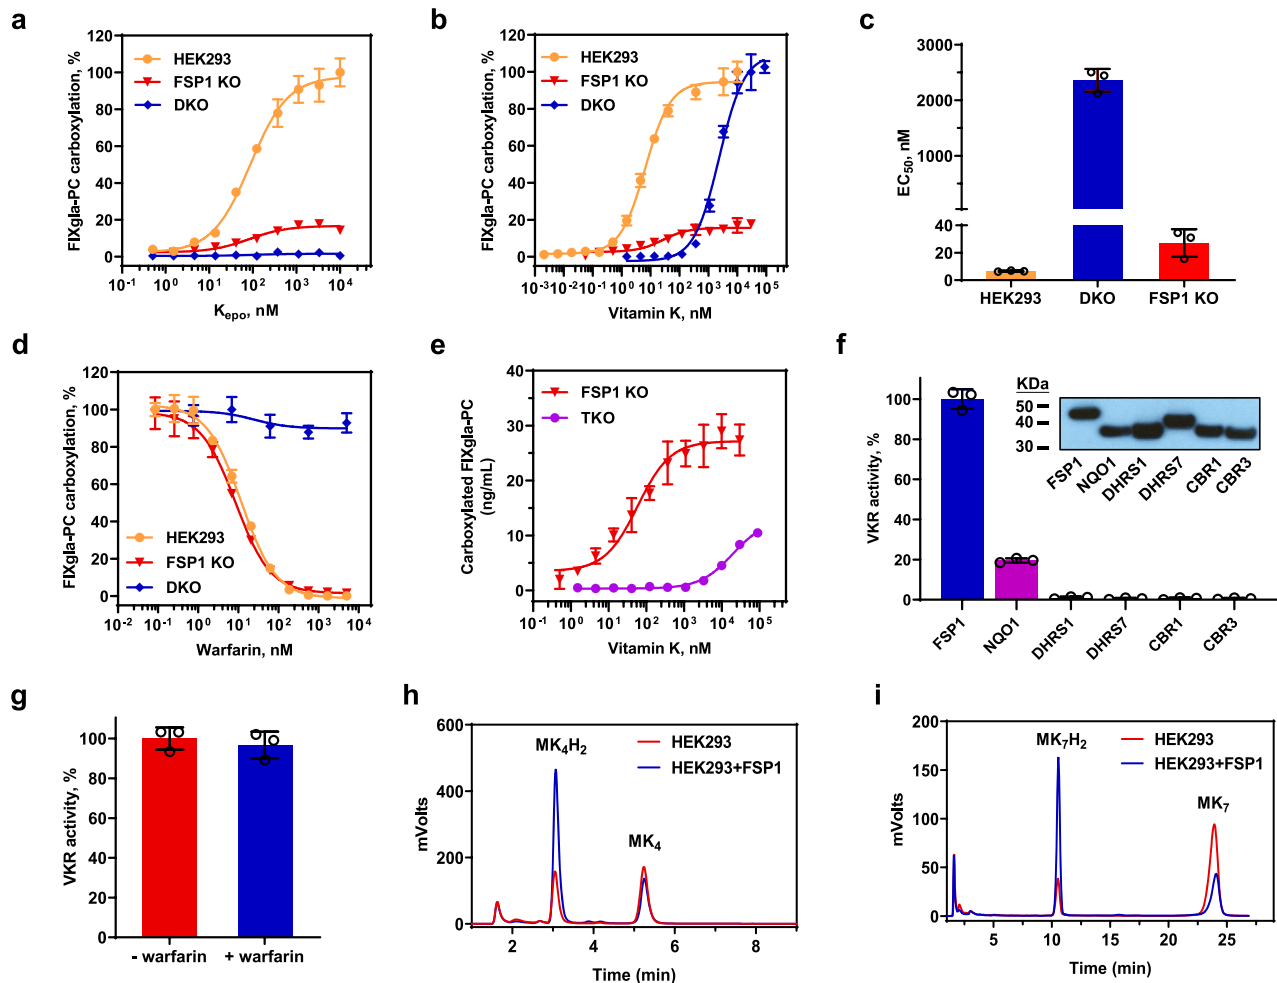 a
120
100
80
60
40
20
0
FIXgla-PC carboxylation, %
HEK293
FSP1 KO
DKO
10-1 100 101 102 103 104
Kepo, nM
b
120
100
80
60
40
20
0
FIXgla-PC carboxylation, %
HEK293
FSP1 KO
DKO
10-3 10-2 10-1 100 101 102 103 104 105
Vitamin K, nM
c
3000
2000
1000
40
20
0
EC50, nM
HEK293 DKO FSP1 KO
d
120
100
80
60
40
20
0
FIXgla-PC carboxylation, %
HEK293
FSP1 KO
DKO
10-2 10-1 100 101 102 103 104
Warfarin, nM
e
40
30
20
10
0
Carboxylated FIXgla-PC
(ng/mL)
FSP1 KO
TKO
10-1 100 101 102 103 104 105
Vitamin K, nM
f
100
80
60
40
20
0
VKR activity, %
KDa
50
40
30
FSP1 NQO1 DHRS1 DHRS7 CBR1 CBR3
FSP1 NQO1 DHRS1 DHRS7 CBR1 CBR3
g
100
80
60
40
20
0
VKR activity, %
- warfarin + warfarin
h
600
400
200
0
mVolts
HEK293
HEK293+FSP1
MK4H2
MK4
2 4 6 8
Time (min)
i
200
150
100
50
0
mVolts
HEK293
HEK293+FSP1
MK7H2
MK7
5 10 15 20 25
Time (min)